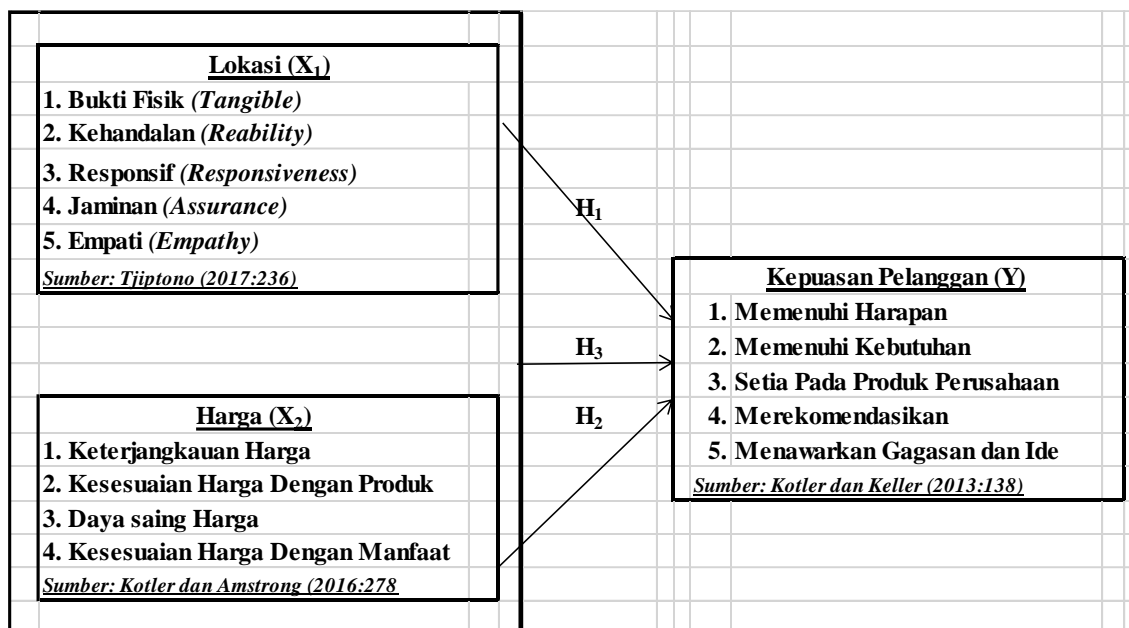 Lokasi (X₁)
1. Bukti Fisik (Tangible)
2. Kehandalan (Reability)
3. Responsif (Responsiveness)
4. Jaminan (Assurance)
5. Empati (Empathy)
Sumber: Tjiptono (2017:236)
H₁
H₃
H₂
Harga (X₂)
1. Keterjangkauan Harga
2. Kesesuaian Harga Dengan Produk
3. Daya saing Harga
4. Kesesuaian Harga Dengan Manfaat
Sumber: Kotler dan Amstrong (2016:278
Kepuasan Pelanggan (Y)
1. Memenuhi Harapan
2. Memenuhi Kebutuhan
3. Setia Pada Produk Perusahaan
4. Merekomendasikan
5. Menawarkan Gagasan dan Ide
Sumber: Kotler dan Keller (2013:138)